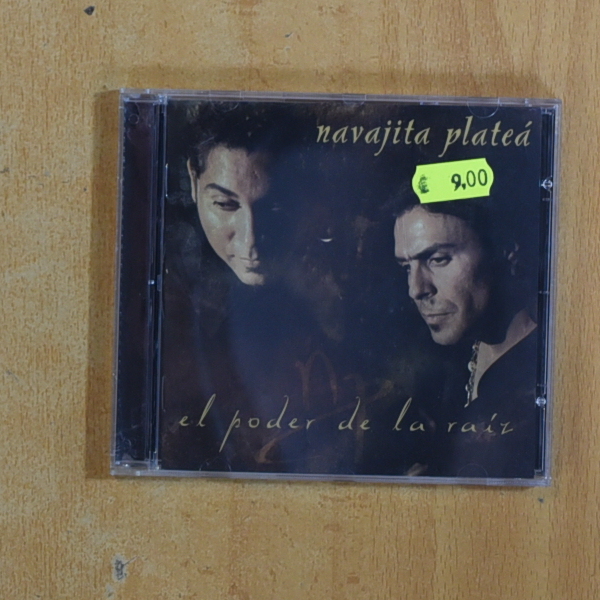 navajita plateá
€ 9,00
el poder de la raíz